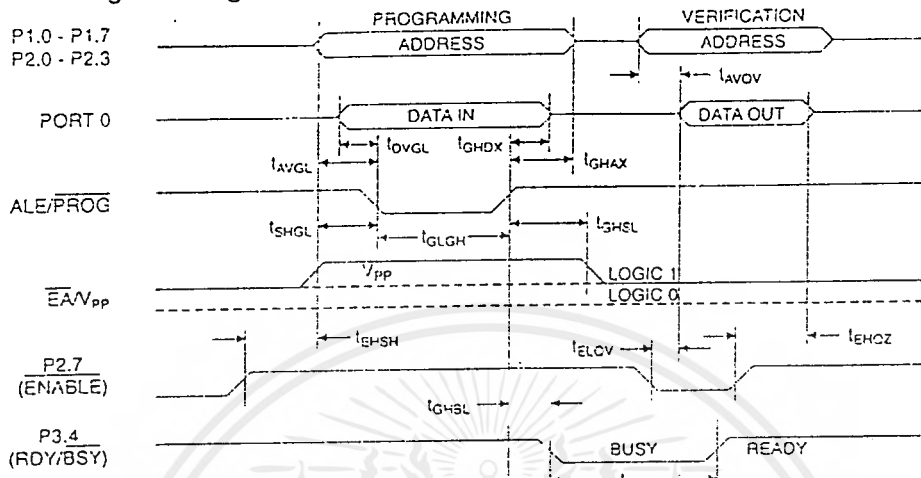 PROGRAMMING VERIFICATION
P1.0 - P1.7
P2.0 - P2.3
ADDRESS ADDRESS
tAVQV
PORT 0
DATA IN DATA OUT
tDVGL tGHDX
tAVGL tGHAX
ALE/PROG
tSHGL tGLGH tGHSL
VPP
LOGIC 1
EA/VPP
LOGIC 0
tEHSH tELQV tEHQZ
P2.7
(ENABLE)
tGHBL
P3.4
(RDY/BSY)
BUSY READY